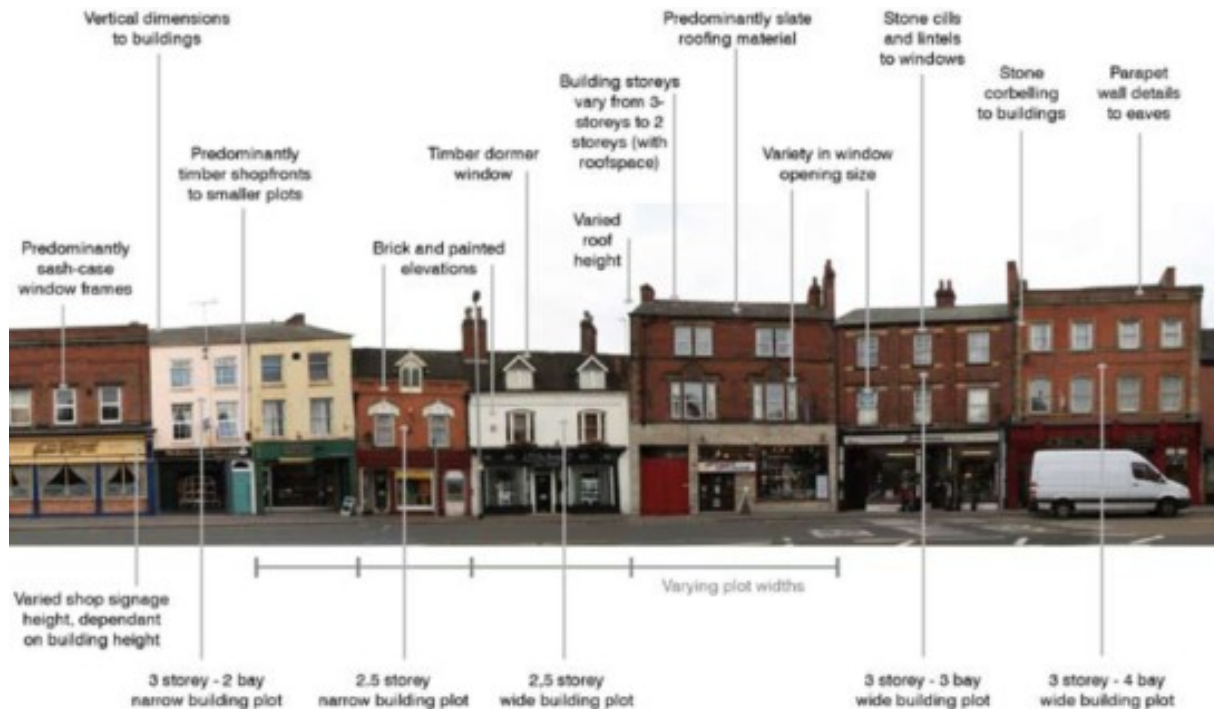 Vertical dimensions
to buildings
Predominantly slate
roofing material
Stone cills
and lintels
to windows
Building storeys
vary from 3-
storeys to 2
storeys (with
roofspace)
Stone
corbelling
to buildings
Parapet
wall details
to eaves
Predominantly
timber shopfronts
to smaller plots
Timber dormer
window
Variety in window
opening size
Varied
roof
height
Predominantly
sash-case
window frames
Brick and painted
elevations
Varying plot widths
Varied shop signage
height, dependant
on building height
3 storey - 2 bay
narrow building plot
2.5 storey
narrow building plot
2,5 storey
wide building plot
3 storey - 3 bay
wide building plot
3 storey - 4 bay
wide building plot